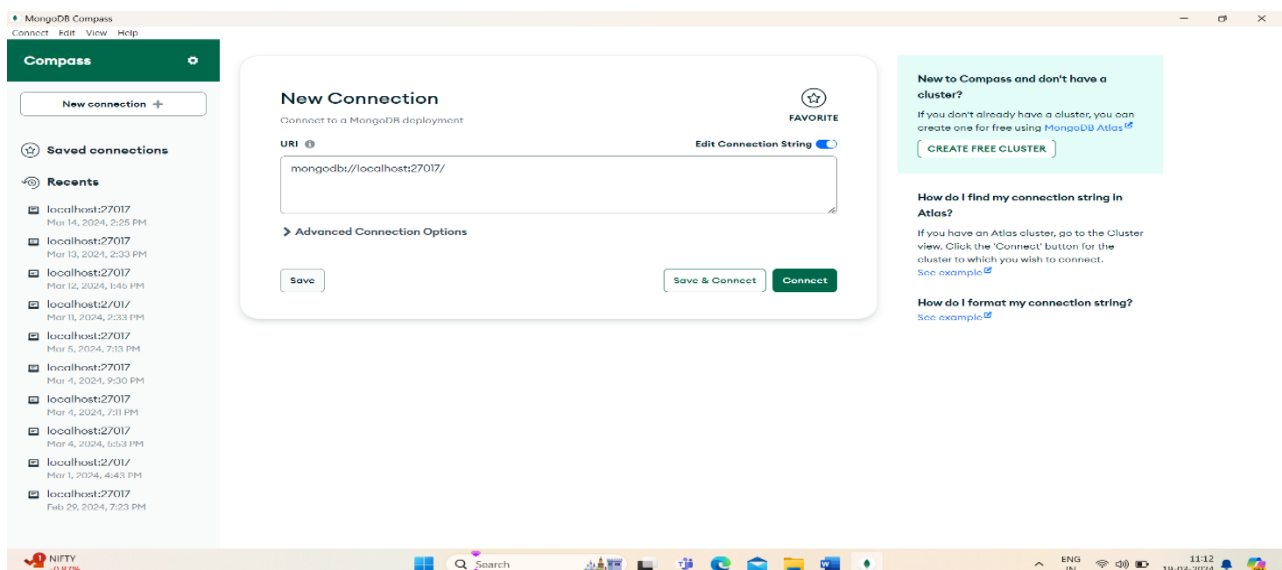 MongoDB Compass
Connect Edit View Help
Compass
New connection +
Saved connections
Recents
localhost:27017
Mar 14, 2024, 2:25 PM
localhost:27017
Mar 13, 2024, 2:33 PM
localhost:27017
Mar 12, 2024, 1:45 PM
localhost:27017
Mar 11, 2024, 2:33 PM
localhost:27017
Mar 5, 2024, 7:13 PM
localhost:27017
Mar 4, 2024, 9:30 PM
localhost:27017
Mar 4, 2024, 7:11 PM
localhost:27017
Mar 4, 2024, 5:53 PM
localhost:27017
Mar 1, 2024, 4:43 PM
localhost:27017
Feb 29, 2024, 7:23 PM
New Connection
Connect to a MongoDB deployment
FAVORITE
URI
Edit Connection String
mongodb://localhost:27017/
Advanced Connection Options
Save
Save & Connect
Connect
New to Compass and don't have a
cluster?
If you don't already have a cluster, you can
create one for free using MongoDB Atlas
CREATE FREE CLUSTER
How do I find my connection string in
Atlas?
If you have an Atlas cluster, go to the Cluster
view. Click the 'Connect' button for the
cluster to which you wish to connect.
See example
How do I format my connection string?
See example
1
NIFTY
-0.87%
Search
ENG
IN
11:12